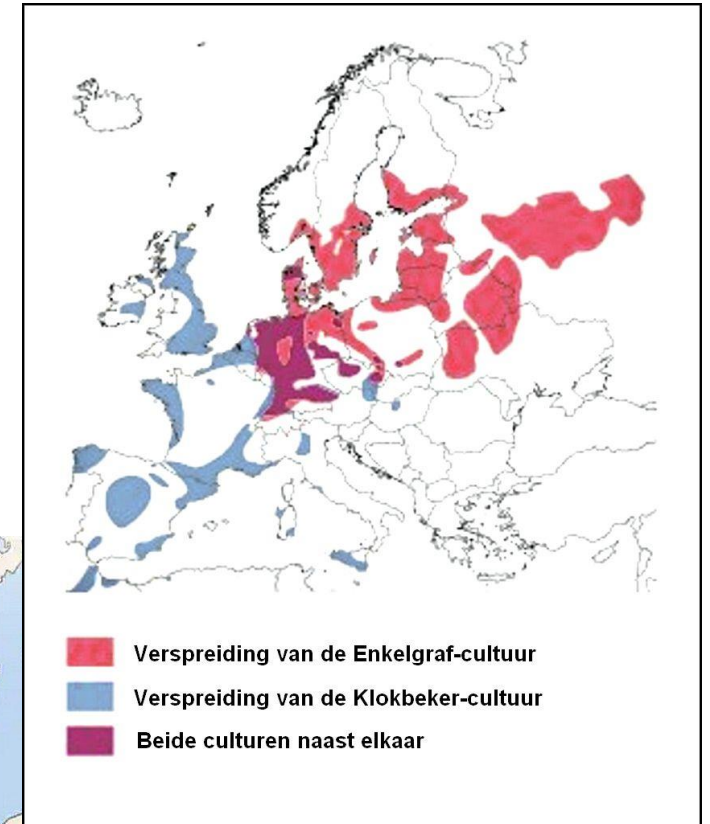 Verspreiding van de Enkelgraf-cultuur
Verspreiding van de Klokbeker-cultuur
Beide culturen naast elkaar